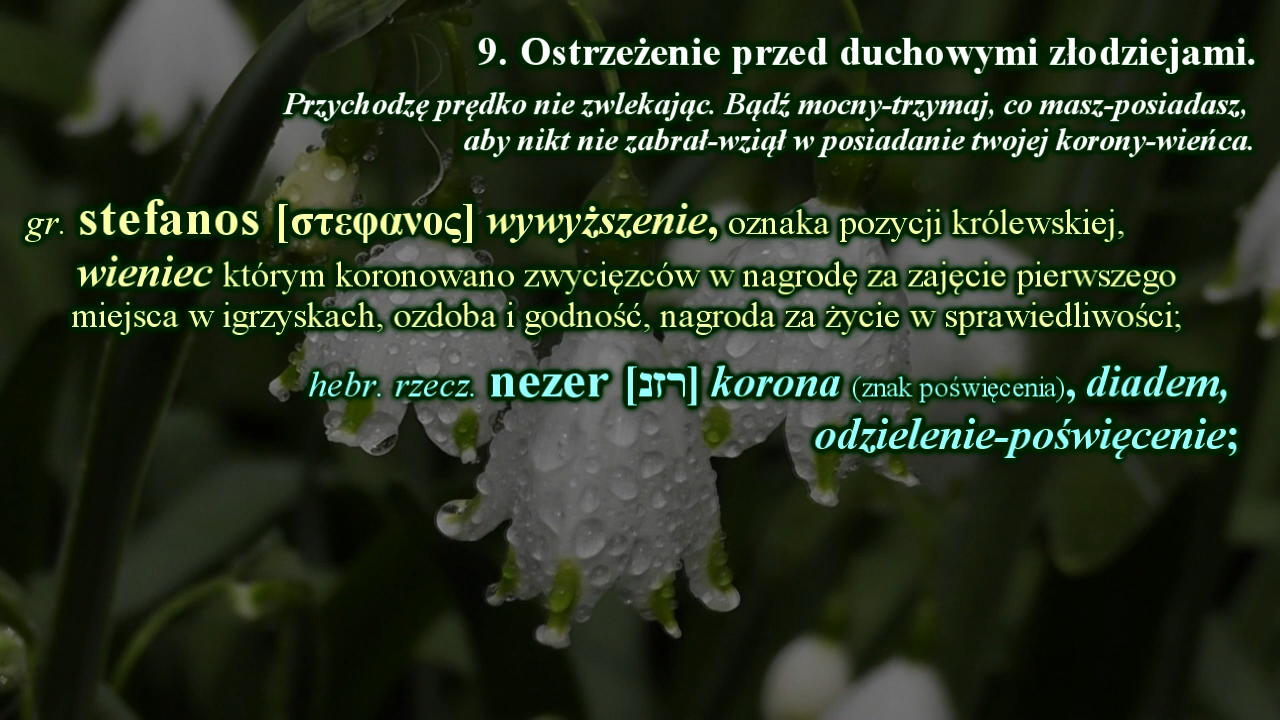 9. Ostrzeżenie przed duchowymi złodziejami.
Przychodzę prędko nie zwlekając. Bądź mocny-trzymaj, co masz-posiadasz,
aby nikt nie zabrał-wziął w posiadanie twojej korony-wieńca.
gr. stefanos [στεφανος] wywyższenie, oznaka pozycji królewskiej,
wieniec którym koronowano zwycięzców w nagrodę za zajęcie pierwszego
miejsca w igrzyskach, ozdoba i godność, nagroda za życie w sprawiedliwości;
hebr. rzecz. nezer [נזר] korona (znak poświęcenia), diadem,
odzielenie-poświęcenie;